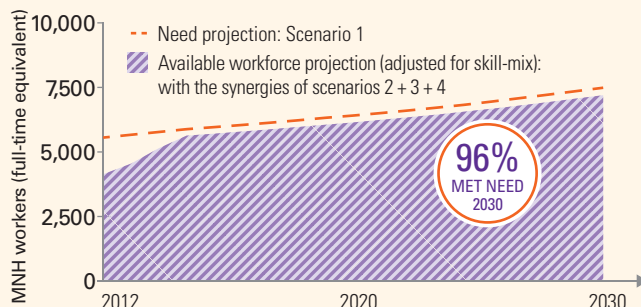 MNH workers (full-time equivalent)
10,000
7,500
5,000
2,500
0
Need projection: Scenario 1
Available workforce projection (adjusted for skill-mix):
with the synergies of scenarios 2 + 3 + 4
96%
MET NEED
2030
2012
2020
2030